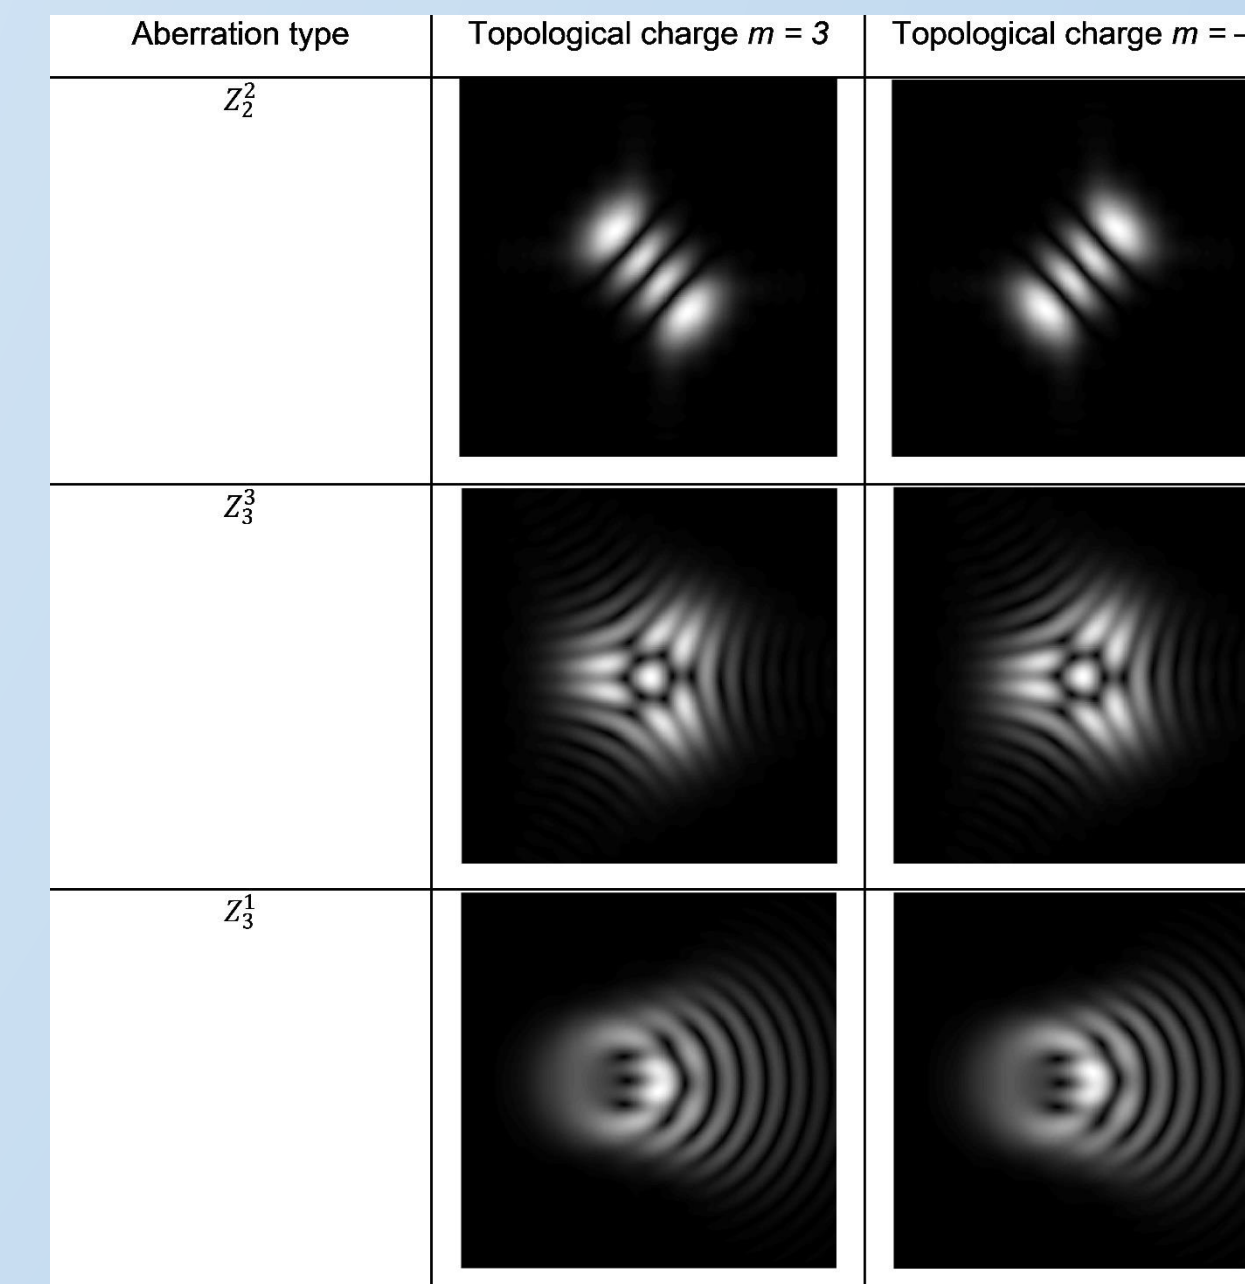 Aberration type Topological charge m = 3 Topological charge m = –
Z₂²
Z₃³
Z₃¹